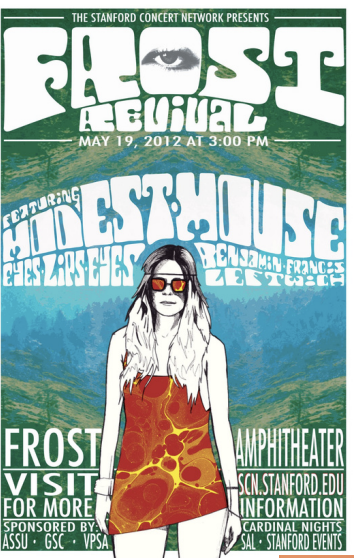 THE STANFORD CONCERT NETWORK PRESENTS
FROST
REVIVAL
MAY 19, 2012 AT 3:00 PM
FEATURING
MODEST MOUSE
EYES LIPS EYES
BENJAMIN FRANCIS
LEFTWICH
FROST AMPHITHEATER
VISIT SCN.STANFORD.EDU
FOR MORE INFORMATION
SPONSORED BY: CARDINAL NIGHTS
ASSU • GSC • VPSA SAL • STANFORD EVENTS